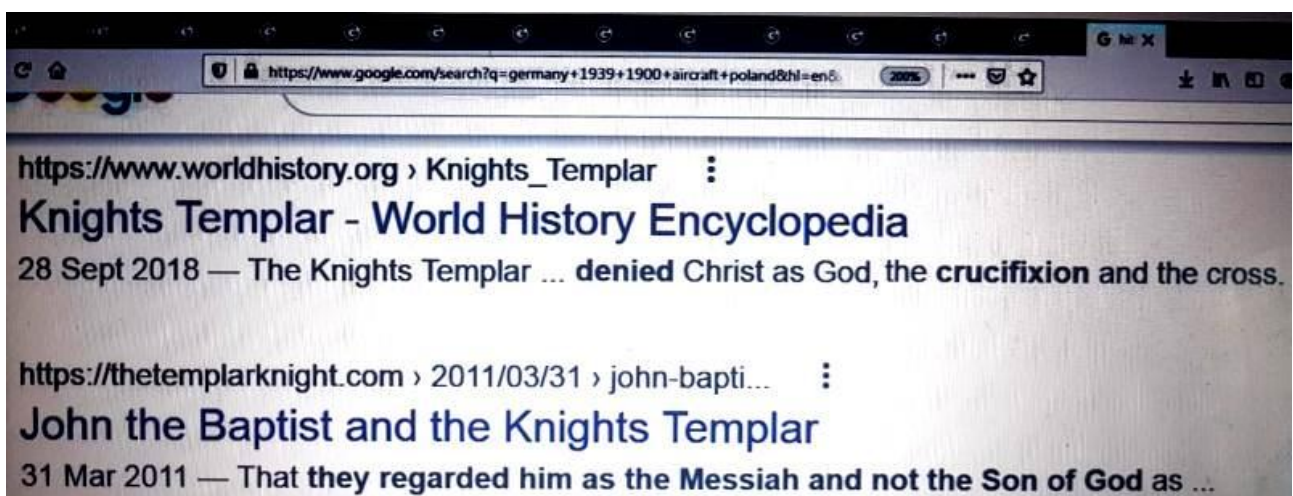 G hit X
https://www.google.com/search?q=germany+1939+1900+aircraft+poland&hl=en&
200%
https://www.worldhistory.org › Knights_Templar
Knights Templar - World History Encyclopedia
28 Sept 2018 — The Knights Templar ... denied Christ as God, the crucifixion and the cross.
https://thetemplarknight.com › 2011/03/31 › john-bapti...
John the Baptist and the Knights Templar
31 Mar 2011 — That they regarded him as the Messiah and not the Son of God as ...